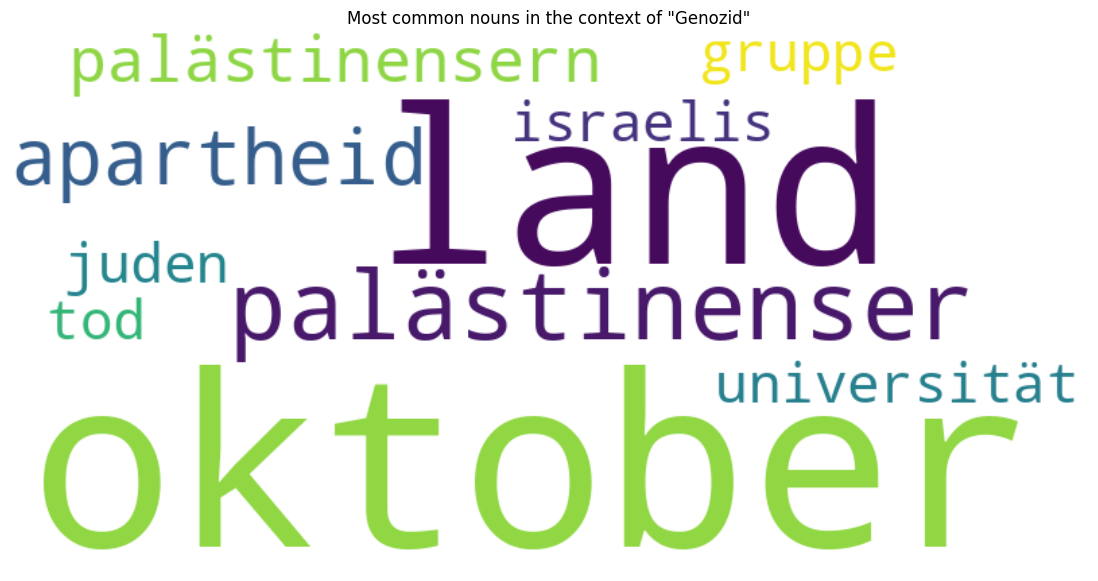 Most common nouns in the context of "Genozid"
palästinensern
gruppe
israelis
apartheid
land
juden
palästinenser
tod
universität
oktober